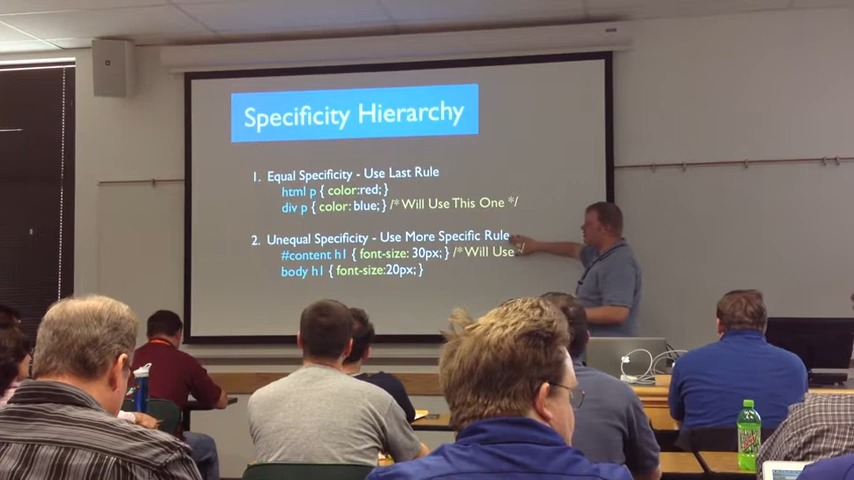 Specificity Hierarchy
1. Equal Specificity - Use Last Rule
html p { color:red; }
div p { color: blue; } /* Will Use This One */
2. Unequal Specificity - Use More Specific Rule
#content h1 { font-size: 30px; } /* Will Use */
body h1 { font-size:20px; }